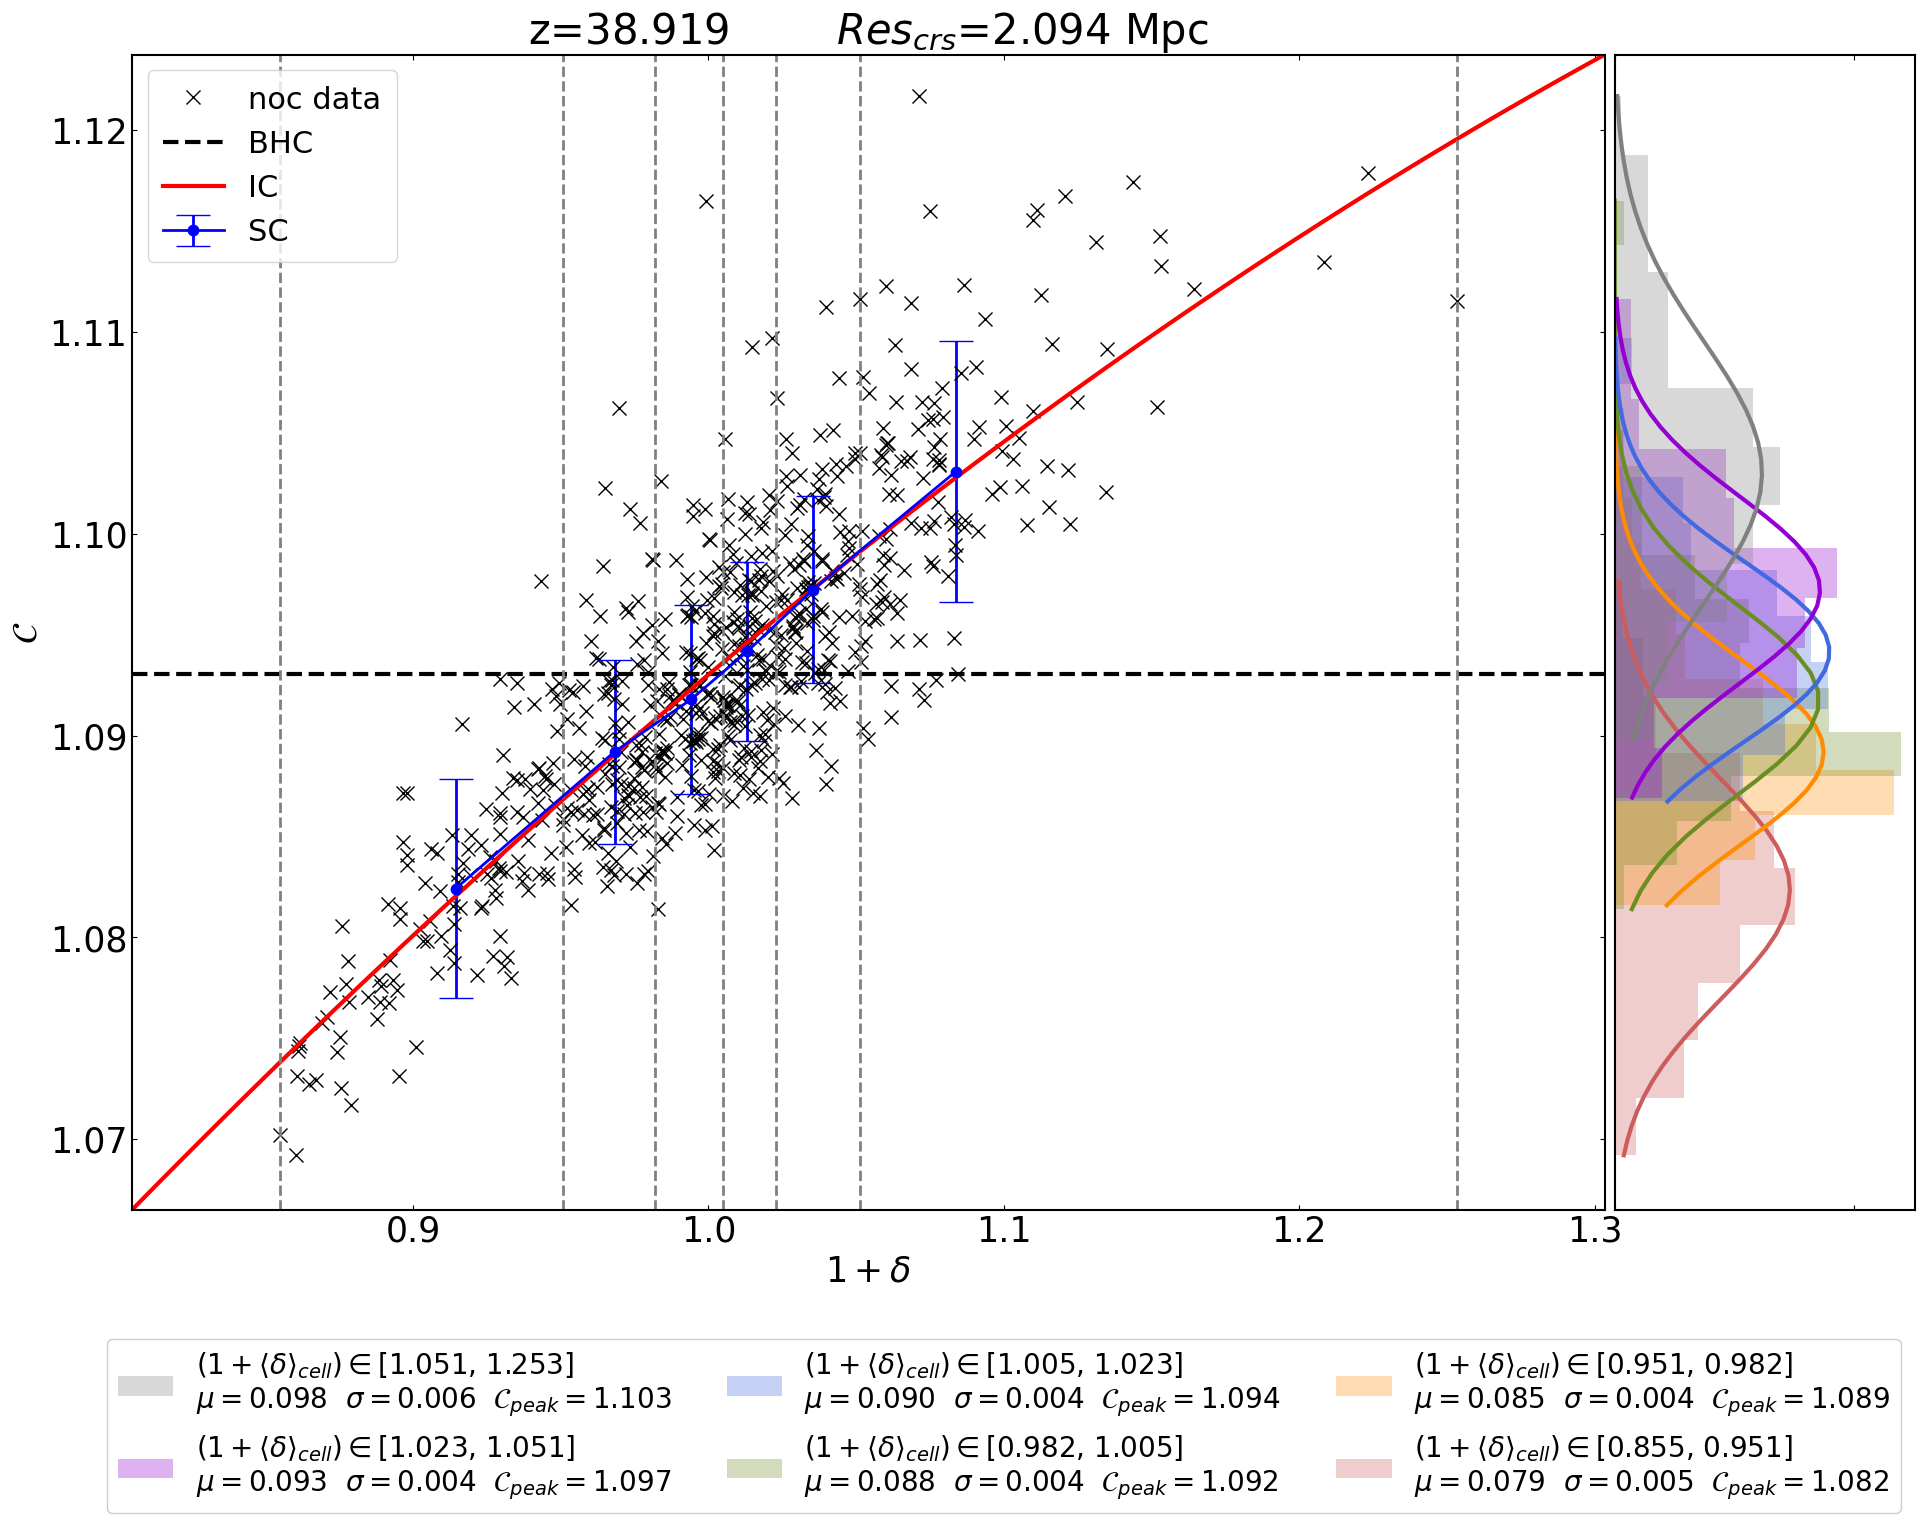 z=38.919 Res_crs=2.094 Mpc
noc data
BHC
IC
SC
1.12
1.11
1.10
1.09
1.08
1.07
𝒞
0.9 1.0 1.1 1.2 1.3
1 + δ
(1 + ⟨δ⟩_cell) ∈ [1.051, 1.253]
μ = 0.098 σ = 0.006 𝒞_peak = 1.103
(1 + ⟨δ⟩_cell) ∈ [1.023, 1.051]
μ = 0.093 σ = 0.004 𝒞_peak = 1.097
(1 + ⟨δ⟩_cell) ∈ [1.005, 1.023]
μ = 0.090 σ = 0.004 𝒞_peak = 1.094
(1 + ⟨δ⟩_cell) ∈ [0.982, 1.005]
μ = 0.088 σ = 0.004 𝒞_peak = 1.092
(1 + ⟨δ⟩_cell) ∈ [0.951, 0.982]
μ = 0.085 σ = 0.004 𝒞_peak = 1.089
(1 + ⟨δ⟩_cell) ∈ [0.855, 0.951]
μ = 0.079 σ = 0.005 𝒞_peak = 1.082